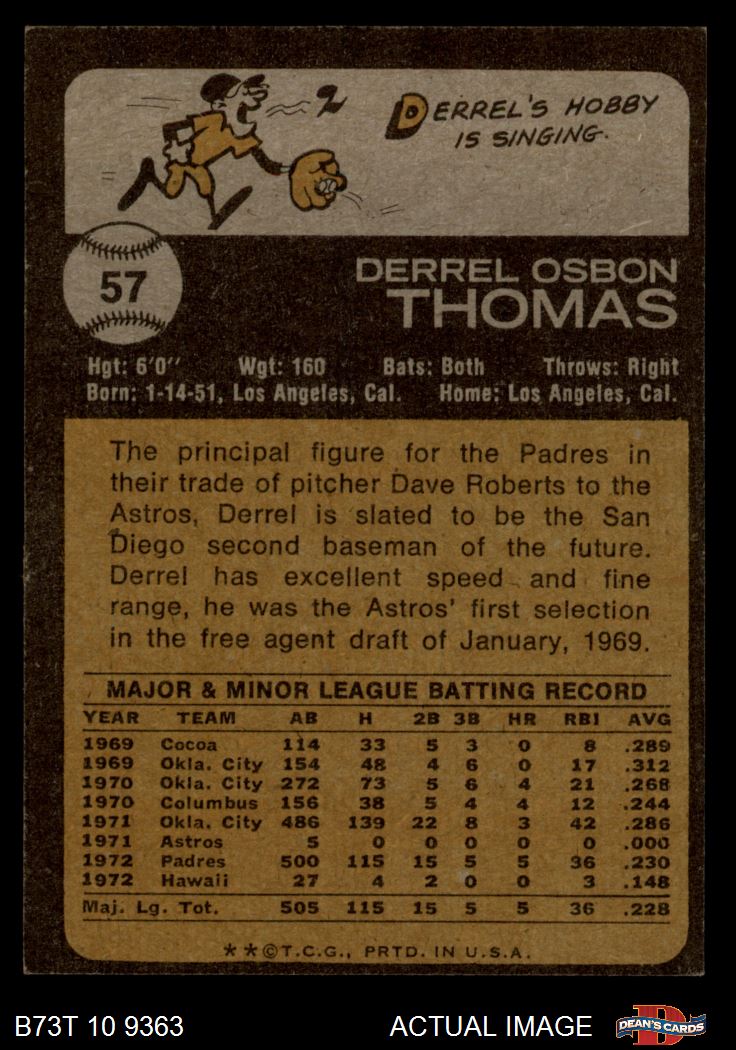 DERREL'S HOBBY
IS SINGING.
57
DERREL OSBON
THOMAS
Hgt: 6'0" Wgt: 160 Bats: Both Throws: Right
Born: 1-14-51, Los Angeles, Cal. Home: Los Angeles, Cal.
The principal figure for the Padres in
their trade of pitcher Dave Roberts to the
Astros, Derrel is slated to be the San
Diego second baseman of the future.
Derrel has excellent speed and fine
range, he was the Astros' first selection
in the free agent draft of January, 1969.
MAJOR & MINOR LEAGUE BATTING RECORD
YEAR TEAM AB H 2B 3B HR RBI AVG
1969 Cocoa 114 33 5 3 0 8 .289
1969 Okla. City 154 48 4 6 0 17 .312
1970 Okla. City 272 73 5 6 4 21 .268
1970 Columbus 156 38 5 4 4 12 .244
1971 Okla. City 486 139 22 8 3 42 .286
1971 Astros 5 0 0 0 0 0 .000
1972 Padres 500 115 15 5 5 36 .230
1972 Hawaii 27 4 2 0 0 3 .148
Maj. Lg. Tot. 505 115 15 5 5 36 .228
**©T.C.G., PRTD. IN U.S.A.
B73T 10 9363 ACTUAL IMAGE
D
DEAN'S CARDS